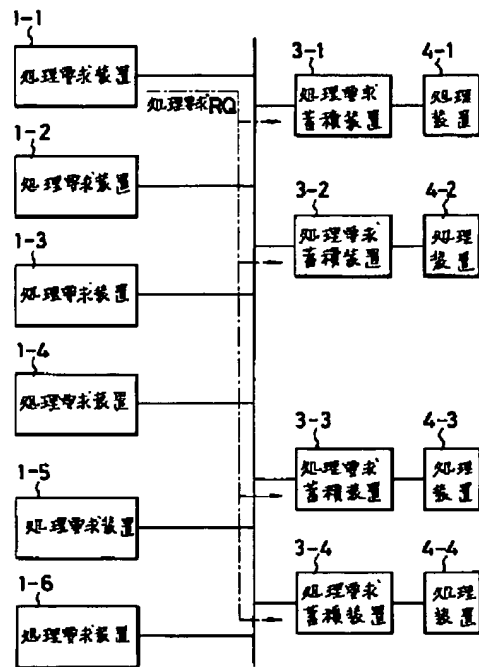 1-1
処理要求装置
処理要求RQ
1-2
処理要求装置
1-3
処理要求装置
1-4
処理要求装置
1-5
処理要求装置
1-6
処理要求装置
3-1
処理要求
蓄積装置
4-1
処理
装置
3-2
処理要求
蓄積装置
4-2
処理
装置
3-3
処理要求
蓄積装置
4-3
処理
装置
3-4
処理要求
蓄積装置
4-4
処理
装置